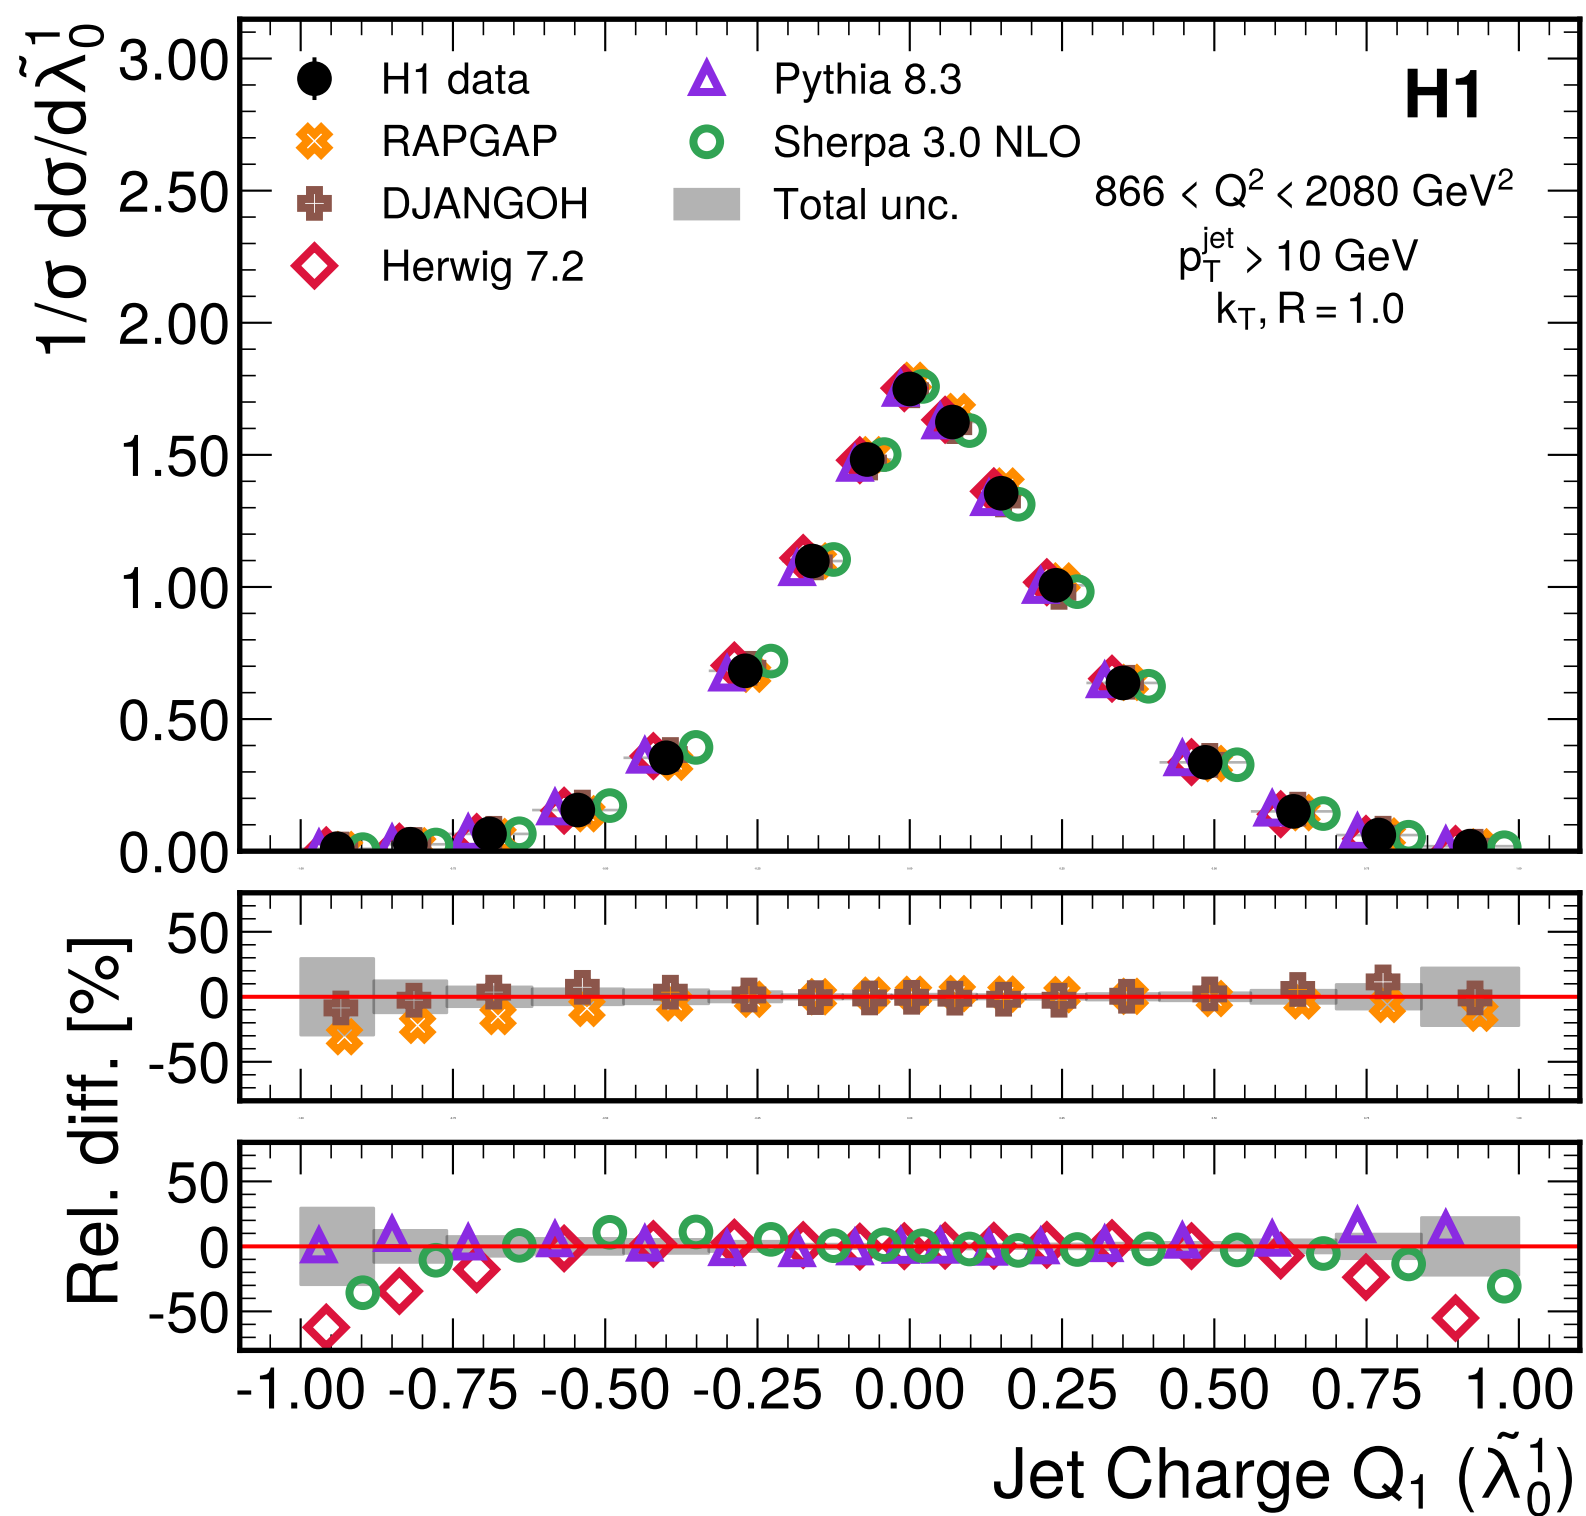 1/σ dσ/dλ̃₀¹
3.00
2.50
2.00
1.50
1.00
0.50
0.00
H1 data
RAPGAP
DJANGOH
Herwig 7.2
Pythia 8.3
Sherpa 3.0 NLO
Total unc.
H1
866 < Q² < 2080 GeV²
p_T^jet > 10 GeV
k_T, R = 1.0
Rel. diff. [%]
50
0
-50
50
0
-50
-1.00 -0.75 -0.50 -0.25 0.00 0.25 0.50 0.75 1.00
Jet Charge Q₁ (λ̃₀¹)